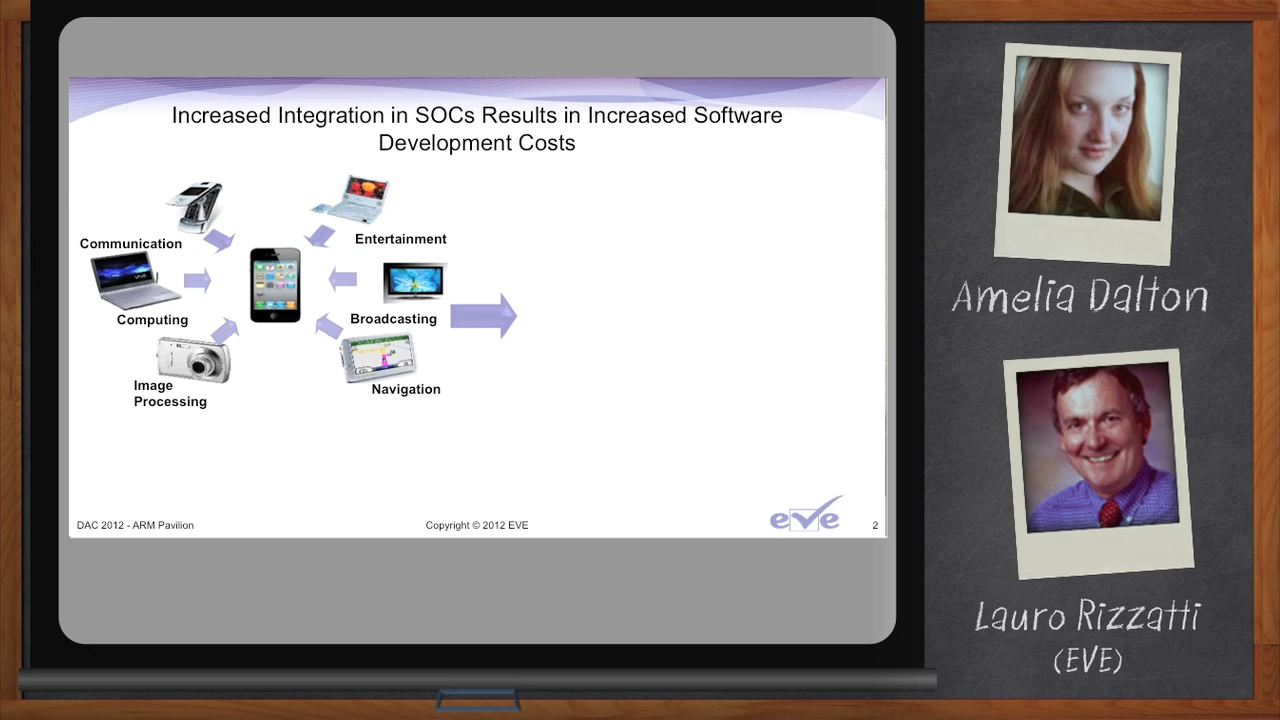 Increased Integration in SOCs Results in Increased Software
Development Costs
Communication
Entertainment
Computing
Broadcasting
Image
Processing
Navigation
DAC 2012 - ARM Pavilion
Copyright © 2012 EVE
eve
2
Amelia Dalton
Lauro Rizzatti
(EVE)